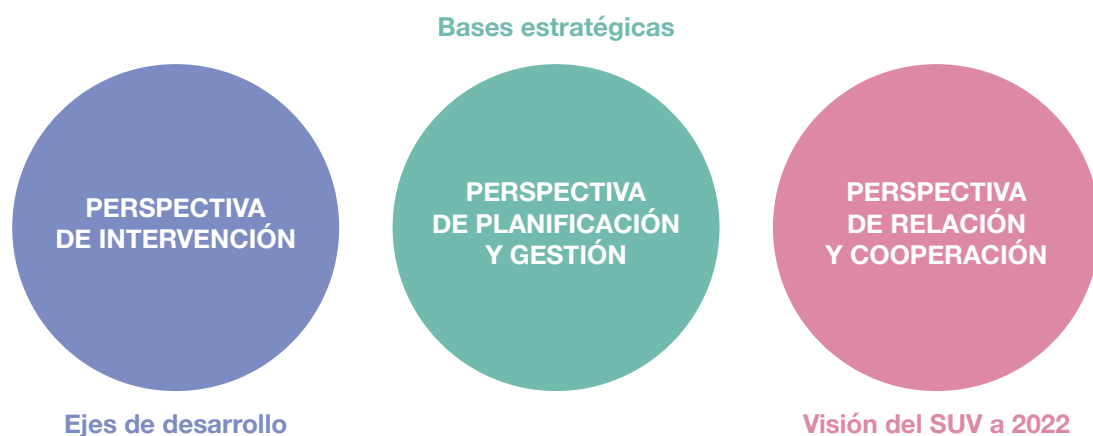 Bases estratégicas
PERSPECTIVA
DE INTERVENCIÓN
PERSPECTIVA
DE PLANIFICACIÓN
Y GESTIÓN
PERSPECTIVA
DE RELACIÓN
Y COOPERACIÓN
Ejes de desarrollo
Visión del SUV a 2022